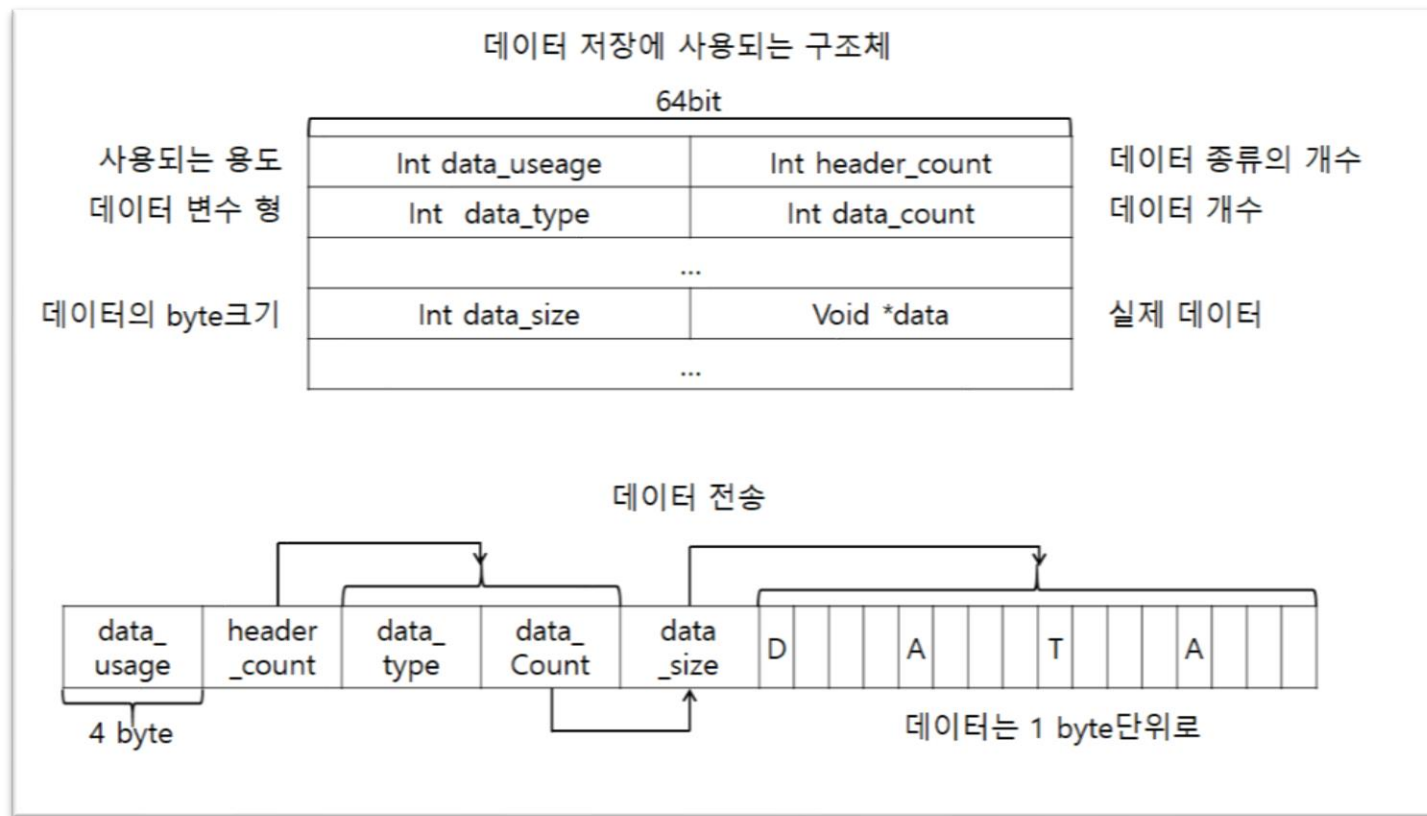 데이터 저장에 사용되는 구조체
64bit
사용되는 용도 Int data_useage Int header_count 데이터 종류의 개수
데이터 변수 형 Int data_type Int data_count 데이터 개수
...
데이터의 byte크기 Int data_size Void *data 실제 데이터
...
데이터 전송
data_ header data_ data_ data
usage _count type Count _size D A T A
4 byte 데이터는 1 byte단위로